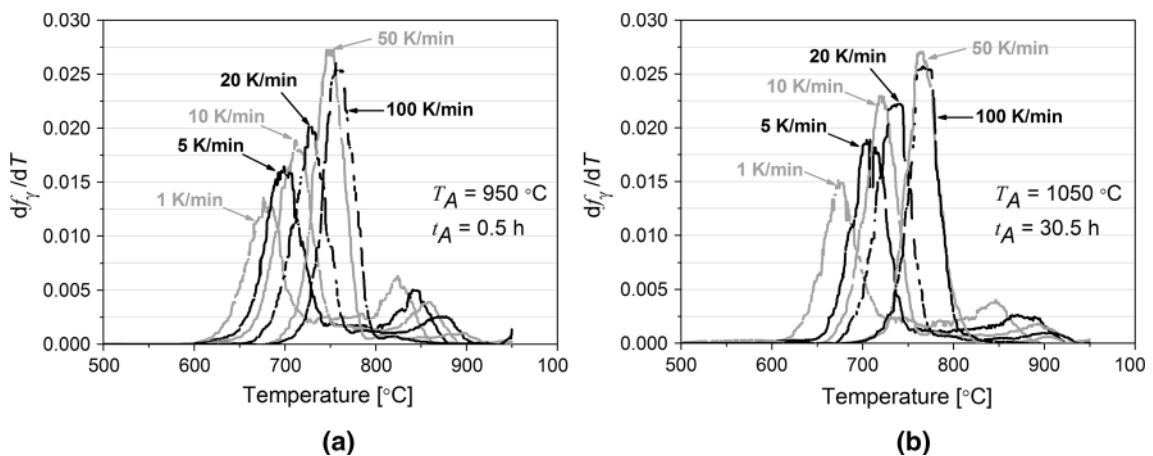 0.030
0.025
0.020
0.015
0.010
0.005
0.000
df_γ/dT
50 K/min
20 K/min
10 K/min
100 K/min
5 K/min
1 K/min
T_A = 950 °C
t_A = 0.5 h
500 600 700 800 900 100
Temperature [°C]
(a)
0.030
0.025
0.020
0.015
0.010
0.005
0.000
df_γ/dT
50 K/min
20 K/min
10 K/min
100 K/min
5 K/min
1 K/min
T_A = 1050 °C
t_A = 30.5 h
500 600 700 800 900 100
Temperature [°C]
(b)